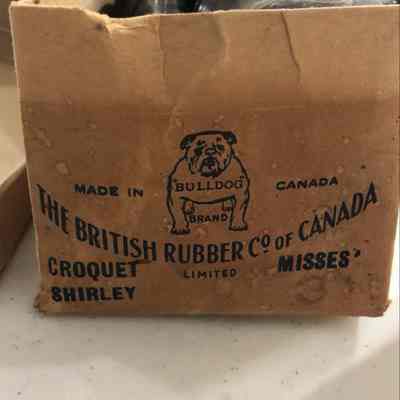 MADE IN BULLDOG CANADA
BRAND
THE BRITISH RUBBER Co OF CANADA
LIMITED
CROQUET MISSES'
SHIRLEY